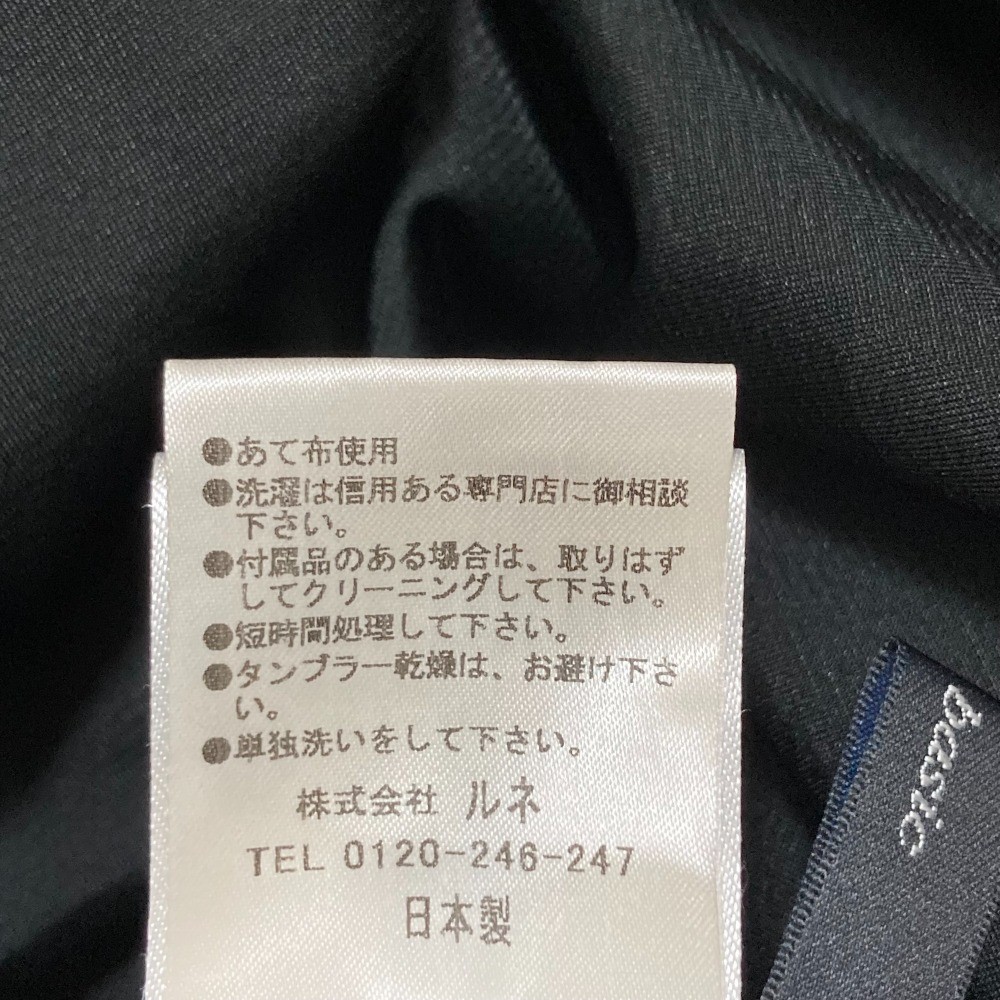 ●あて布使用
●洗濯は信用ある専門店に御相談
下さい。
●付属品のある場合は、取りはず
してクリーニングして下さい。
●短時間処理して下さい。
●タンブラー乾燥は、お避け下さ
い。
●単独洗いをして下さい。
株式会社 ルネ
TEL 0120-246-247
日本製
basic